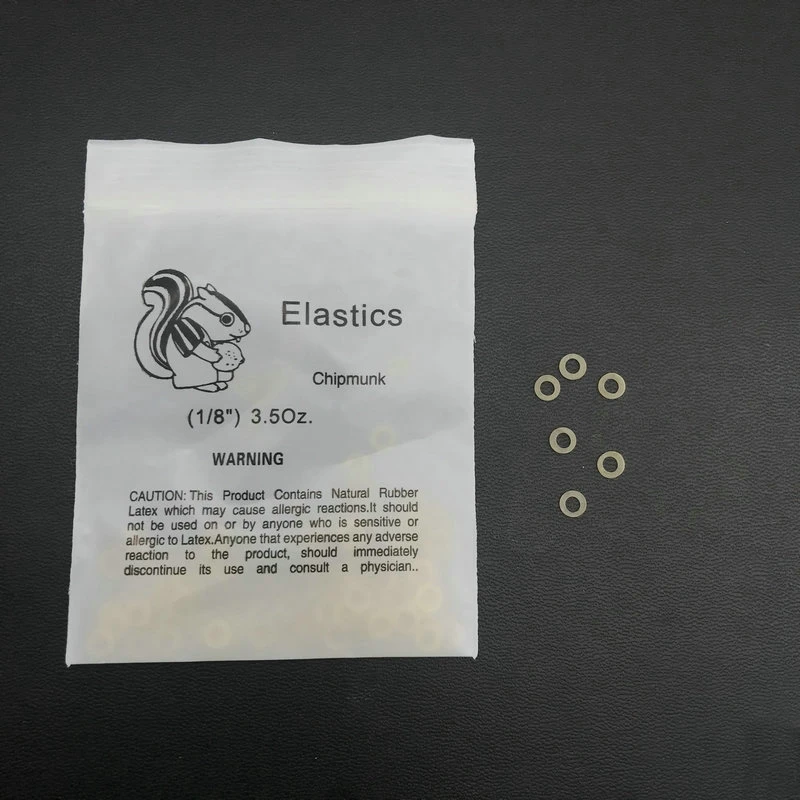 Elastics
Chipmunk
(1/8") 3.5Oz.
WARNING
CAUTION: This Product Contains Natural Rubber
Latex which may cause allergic reactions.It should
not be used on or by anyone who is sensitive or
allergic to Latex.Anyone that experiences any adverse
reaction to the product, should immediately
discontinue its use and consult a physician..